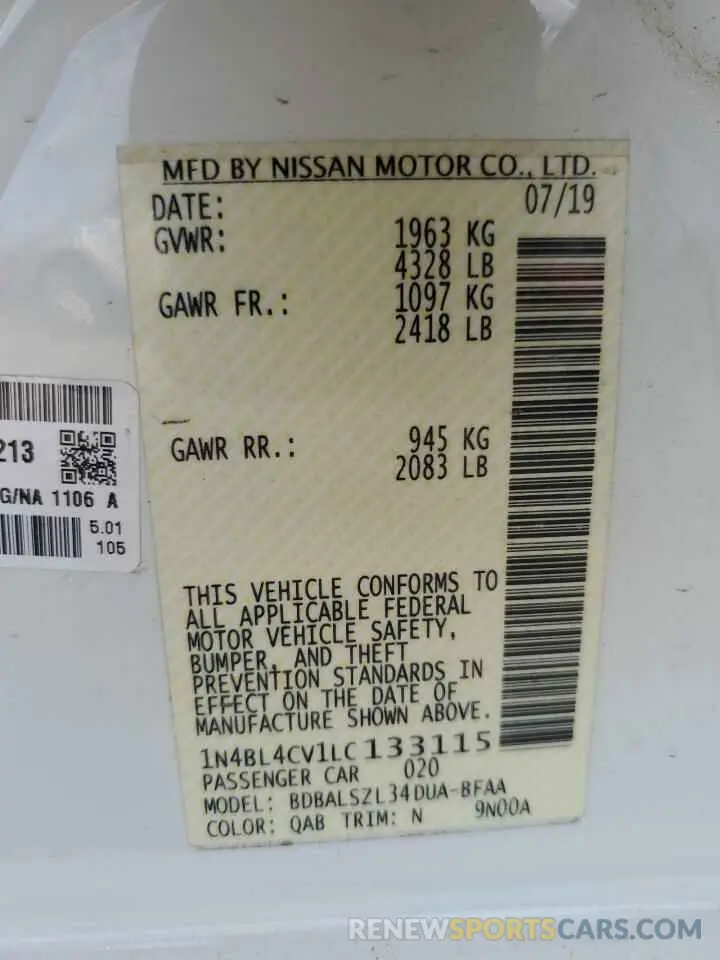 MFD BY NISSAN MOTOR CO., LTD.
DATE: 07/19
GVWR: 1963 KG
4328 LB
GAWR FR.: 1097 KG
2418 LB
GAWR RR.: 945 KG
2083 LB
THIS VEHICLE CONFORMS TO
ALL APPLICABLE FEDERAL
MOTOR VEHICLE SAFETY,
BUMPER, AND THEFT
PREVENTION STANDARDS IN
EFFECT ON THE DATE OF
MANUFACTURE SHOWN ABOVE.
1N4BL4CV1LC133115
PASSENGER CAR 020
MODEL: BDBALSZL34DUA-BFAA
COLOR: QAB TRIM: N 9N00A
213
G/NA 1106 A
5.01
105
RENEWSPORTSCARS.COM